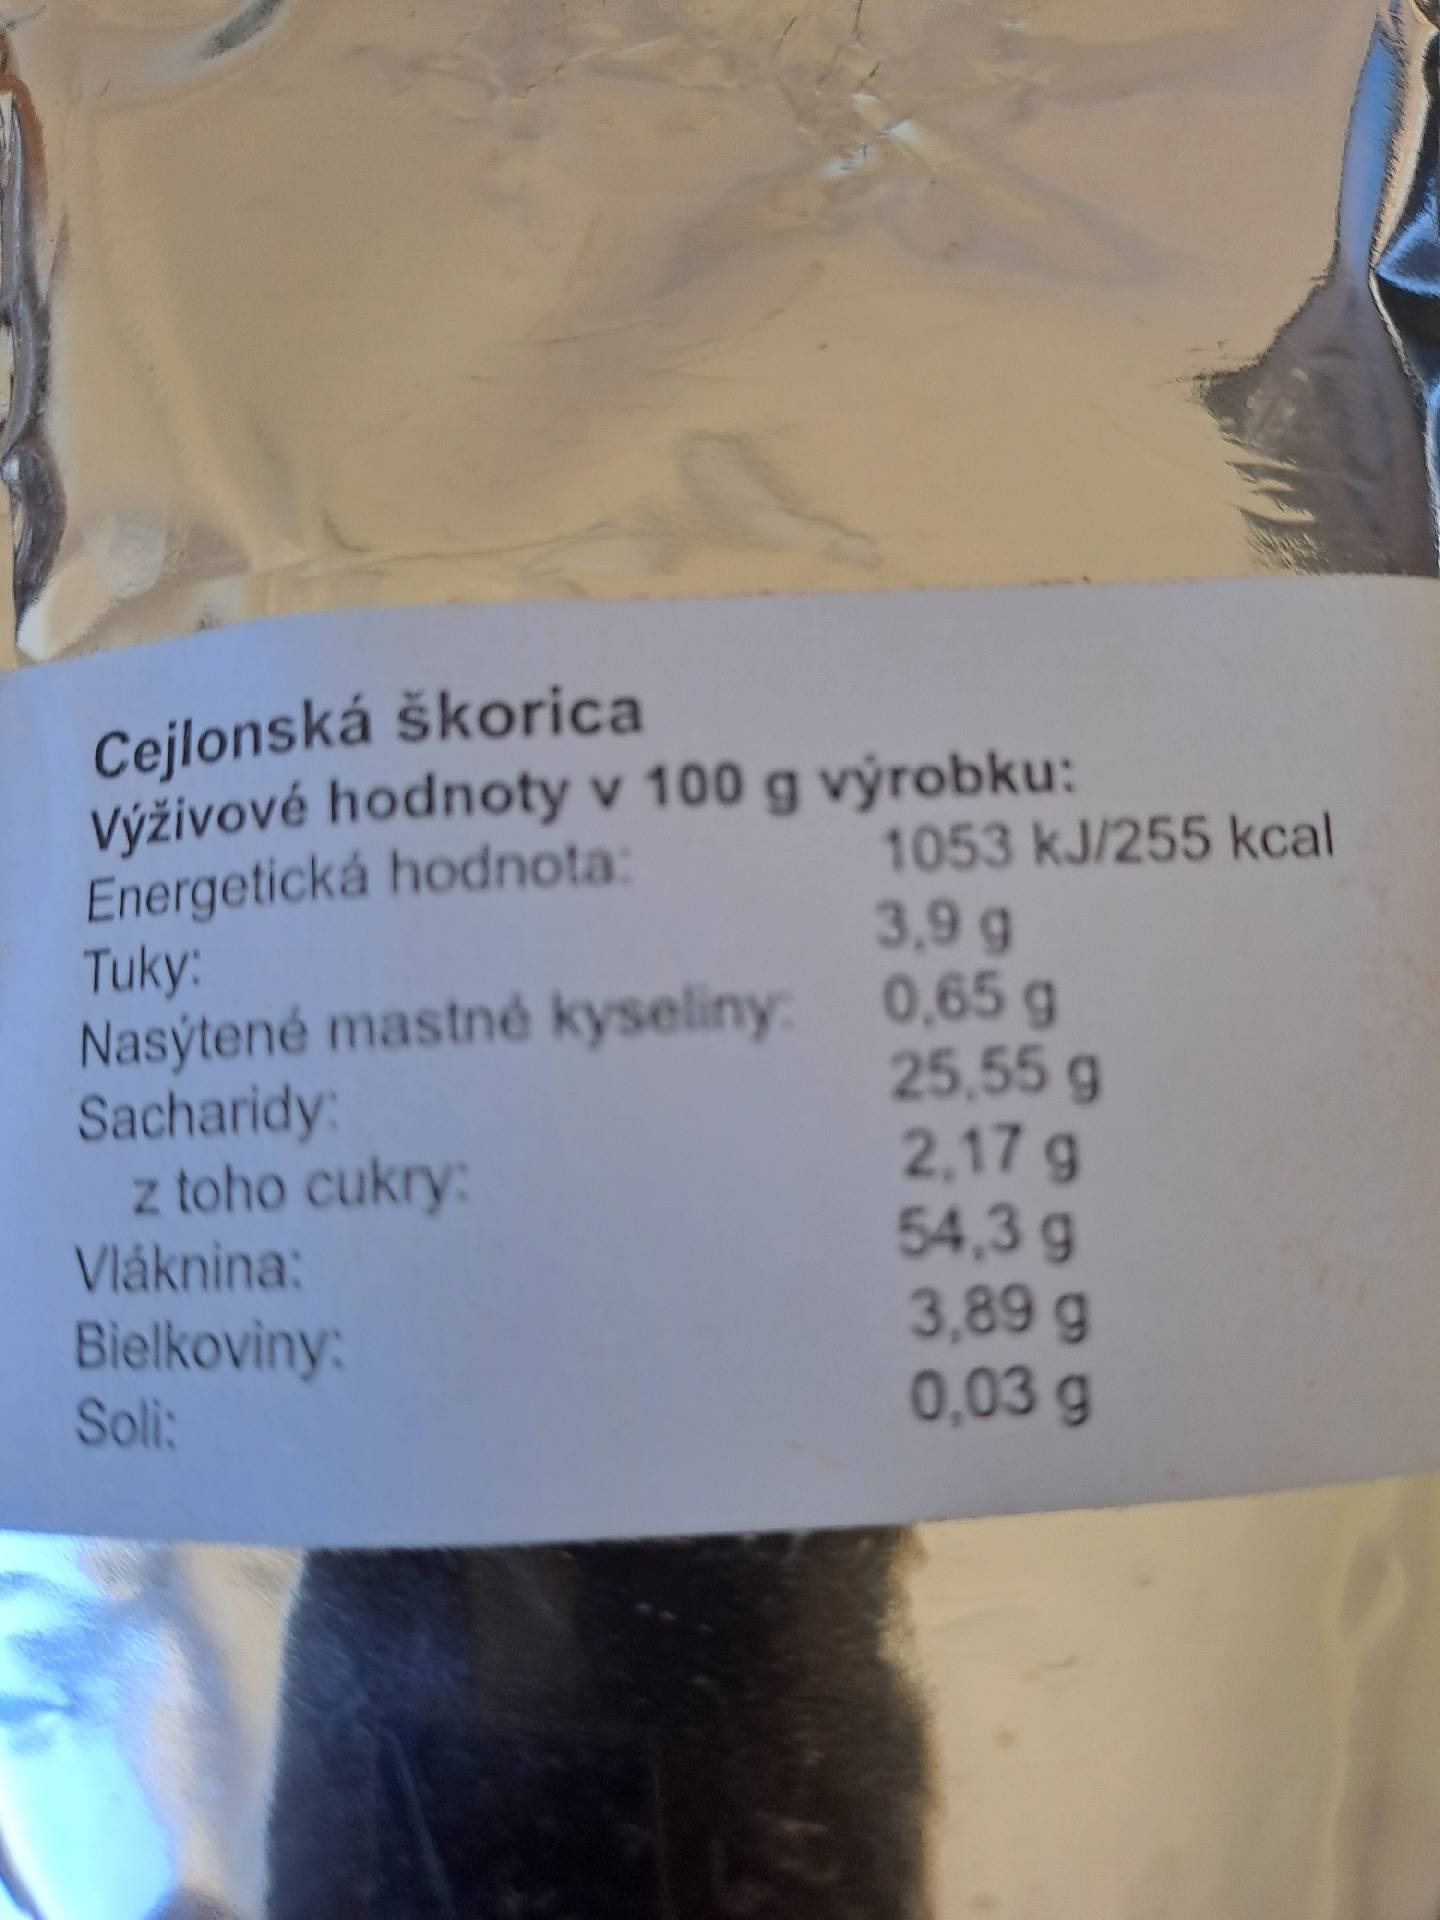 Cejlonská škorica
Výživové hodnoty v 100 g výrobku:
Energetická hodnota: 1053 kJ/255 kcal
Tuky: 3,9 g
Nasýtené mastné kyseliny: 0,65 g
Sacharidy: 25,55 g
z toho cukry: 2,17 g
Vláknina: 54,3 g
Bielkoviny: 3,89 g
Soli: 0,03 g